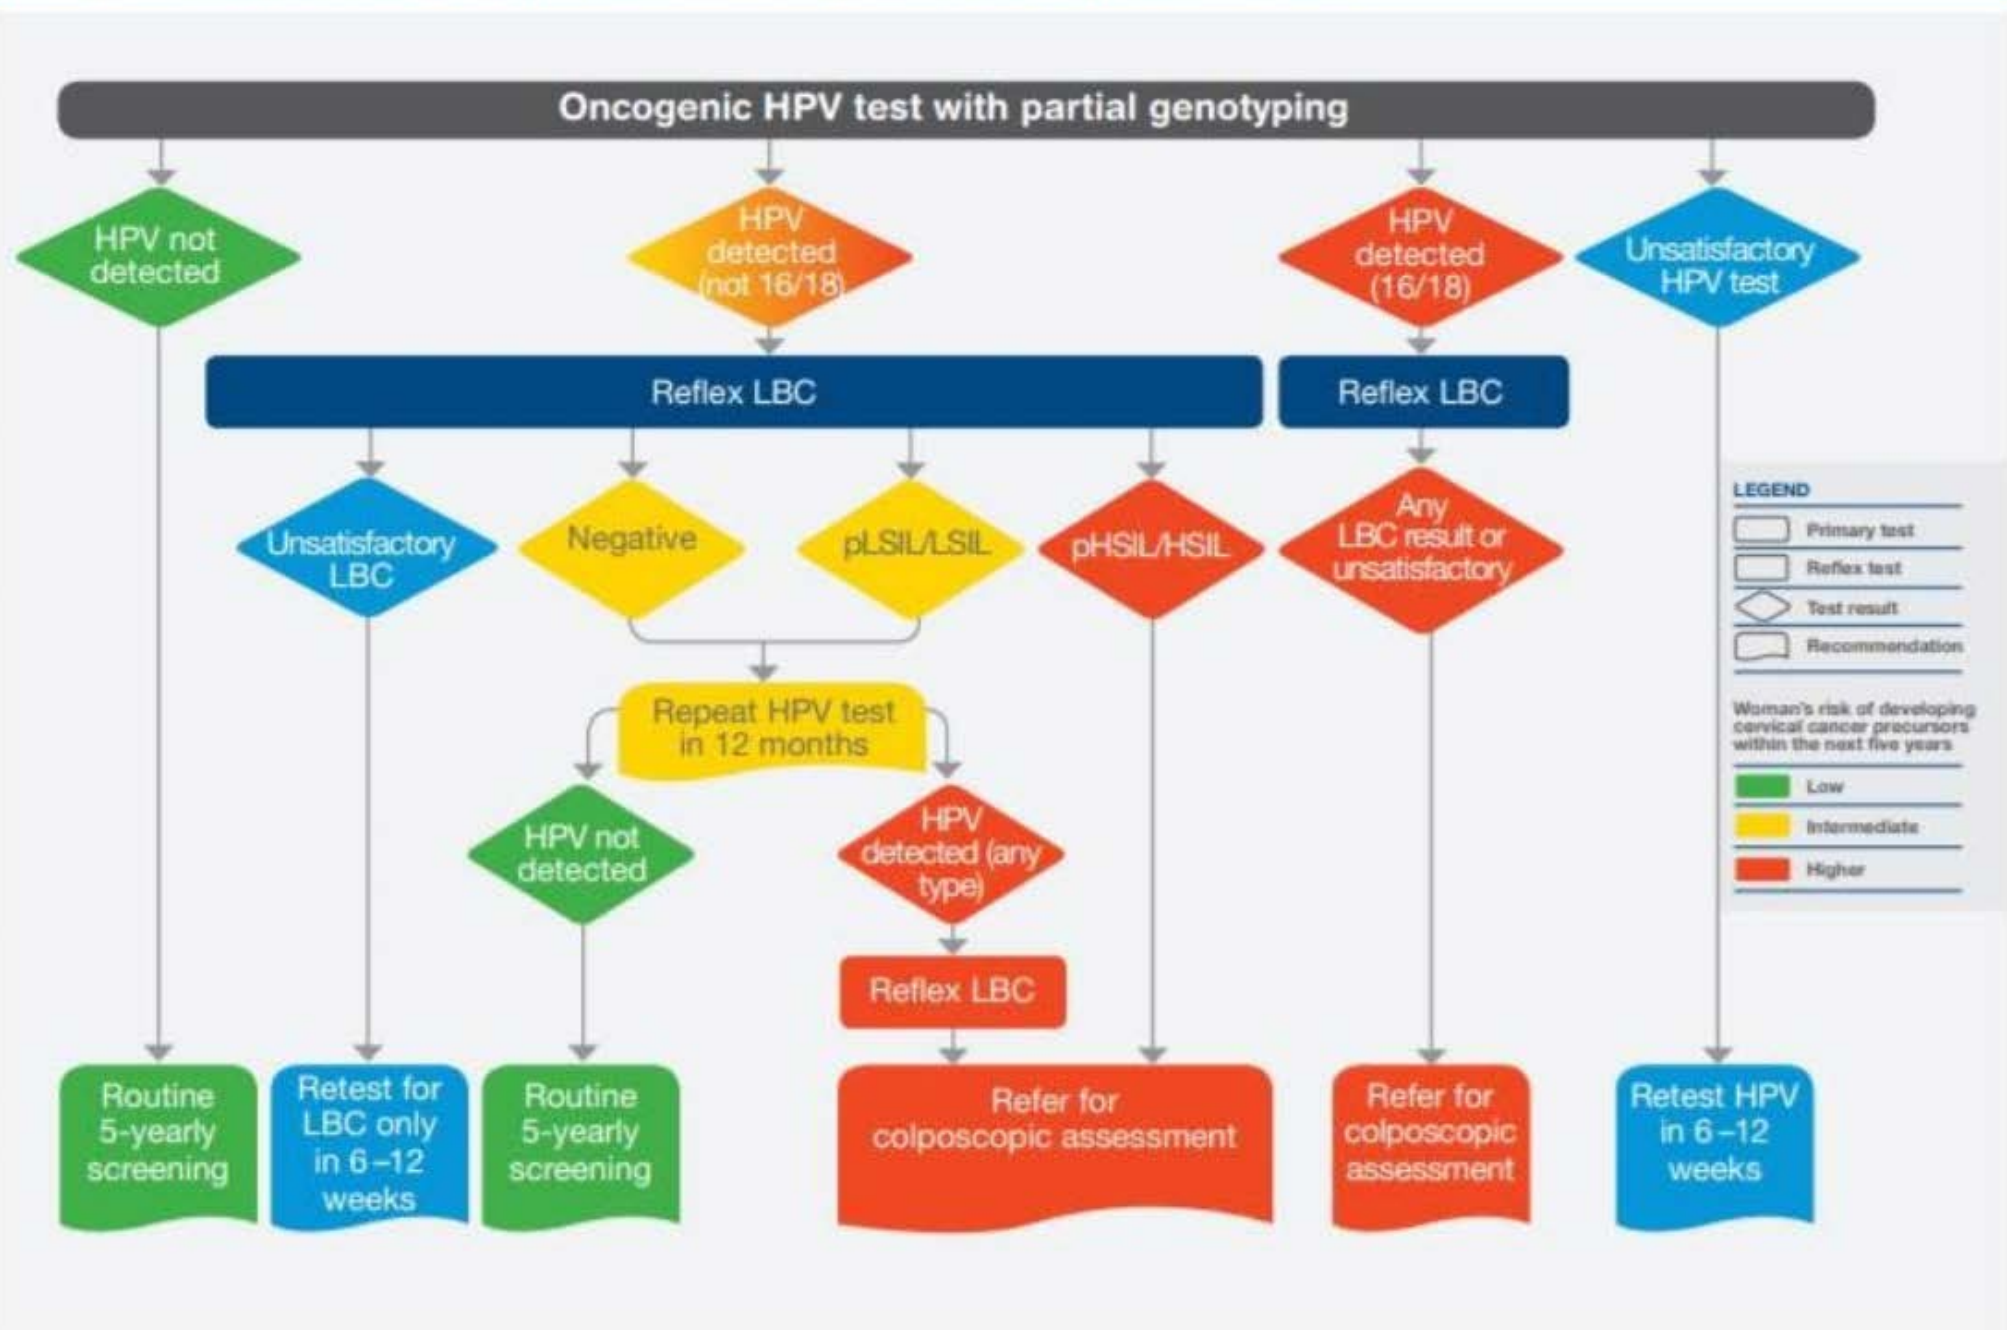 Oncogenic HPV test with partial genotyping
HPV not
detected
HPV
detected
(not 16/18)
HPV
detected
(16/18)
Unsatisfactory
HPV test
Reflex LBC
Reflex LBC
Unsatisfactory
LBC
Negative
pLSIL/LSIL
pHSIL/HSIL
Any
LBC result or
unsatisfactory
Repeat HPV test
in 12 months
HPV not
detected
HPV
detected (any
type)
Reflex LBC
Routine
5-yearly
screening
Retest for
LBC only
in 6–12
weeks
Routine
5-yearly
screening
Refer for
colposcopic assessment
Refer for
colposcopic
assessment
Retest HPV
in 6–12
weeks
LEGEND
Primary test
Reflex test
Test result
Recommendation
Woman's risk of developing
cervical cancer precursors
within the next five years
Low
Intermediate
Higher